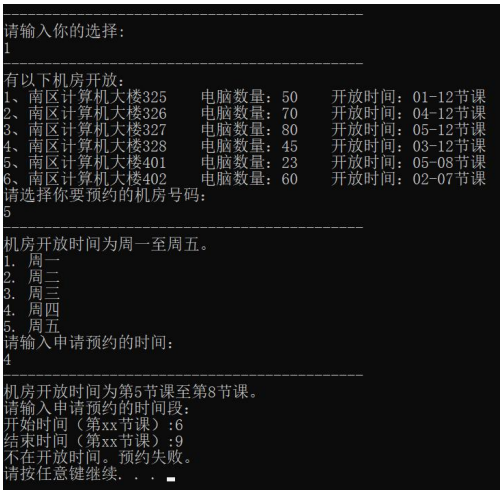 --------------------------------------------
请输入你的选择:
1
--------------------------------------------
有以下机房开放：
1、南区计算机大楼325 电脑数量：50 开放时间：01-12节课
2、南区计算机大楼326 电脑数量：70 开放时间：04-12节课
3、南区计算机大楼327 电脑数量：80 开放时间：05-12节课
4、南区计算机大楼328 电脑数量：45 开放时间：03-12节课
5、南区计算机大楼401 电脑数量：23 开放时间：05-08节课
6、南区计算机大楼402 电脑数量：60 开放时间：02-07节课
请选择你要预约的机房号码：
5
--------------------------------------------
机房开放时间为周一至周五。
1. 周一
2. 周二
3. 周三
4. 周四
5. 周五
请输入申请预约的时间：
4
--------------------------------------------
机房开放时间为第5节课至第8节课。
请输入申请预约的时间段：
开始时间（第xx节课）:6
结束时间（第xx节课）:9
不在开放时间。预约失败。
请按任意键继续. . .